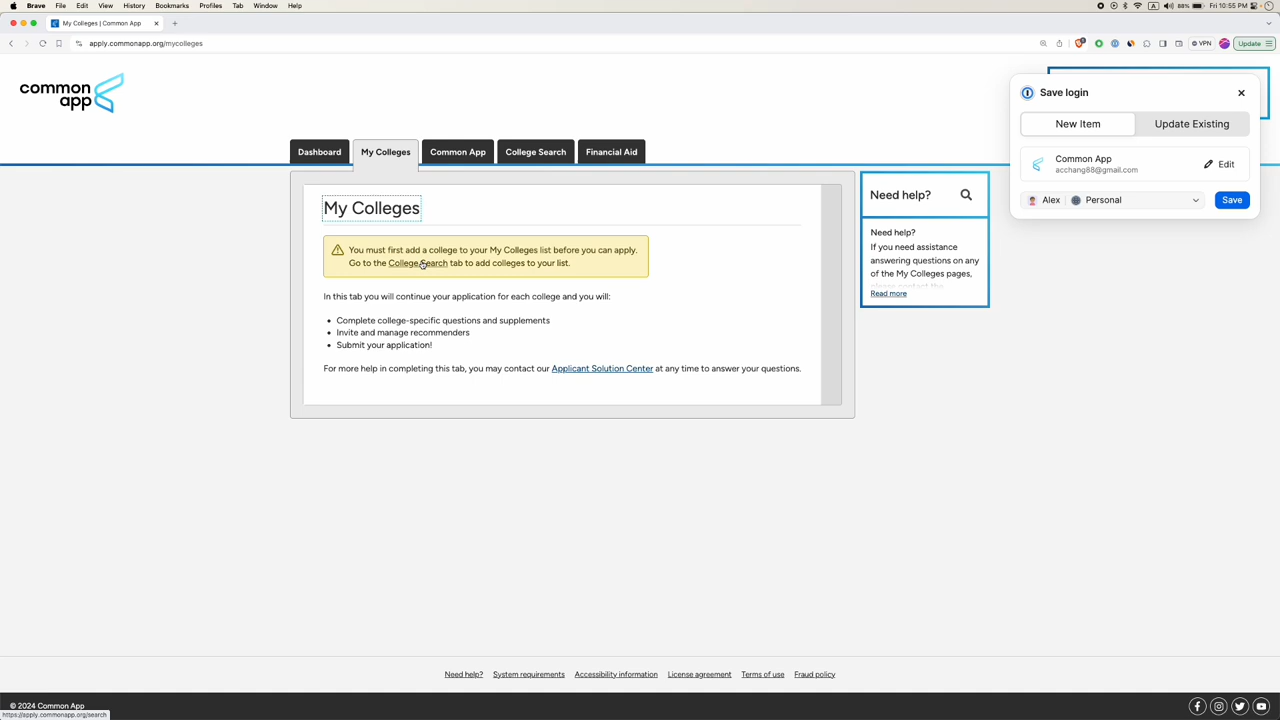 Brave File Edit View History Bookmarks Profiles Tab Window Help
A 88% Fri 10:55 PM
My Colleges | Common App
apply.commonapp.org/mycolleges
VPN
Update
common
app
Save login
New Item Update Existing
Common App
acchang88@gmail.com
Edit
Alex Personal
Save
Dashboard My Colleges Common App College Search Financial Aid
My Colleges
You must first add a college to your My Colleges list before you can apply.
Go to the College Search tab to add colleges to your list.
In this tab you will continue your application for each college and you will:
• Complete college-specific questions and supplements
• Invite and manage recommenders
• Submit your application!
For more help in completing this tab, you may contact our Applicant Solution Center at any time to answer your questions.
Need help?
Need help?
If you need assistance
answering questions on any
of the My Colleges pages,
please contact the
Read more
Need help? System requirements Accessibility information License agreement Terms of use Fraud policy
© 2024 Common App
https://apply.commonapp.org/search